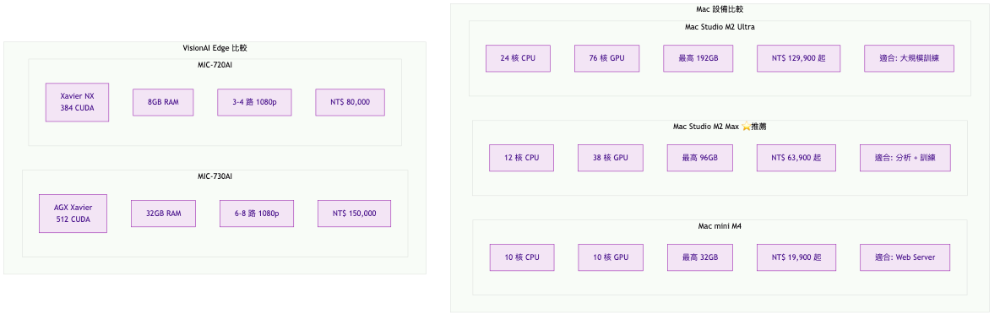 VisionAI Edge 比較
MIC-720AI
Xavier NX
384 CUDA
8GB RAM
3-4 路 1080p
NT$ 80,000
MIC-730AI
AGX Xavier
512 CUDA
32GB RAM
6-8 路 1080p
NT$ 150,000
Mac 設備比較
Mac Studio M2 Ultra
24 核 CPU
76 核 GPU
最高 192GB
NT$ 129,900 起
適合: 大規模訓練
Mac Studio M2 Max ⭐推薦
12 核 CPU
38 核 GPU
最高 96GB
NT$ 63,900 起
適合: 分析 + 訓練
Mac mini M4
10 核 CPU
10 核 GPU
最高 32GB
NT$ 19,900 起
適合: Web Server